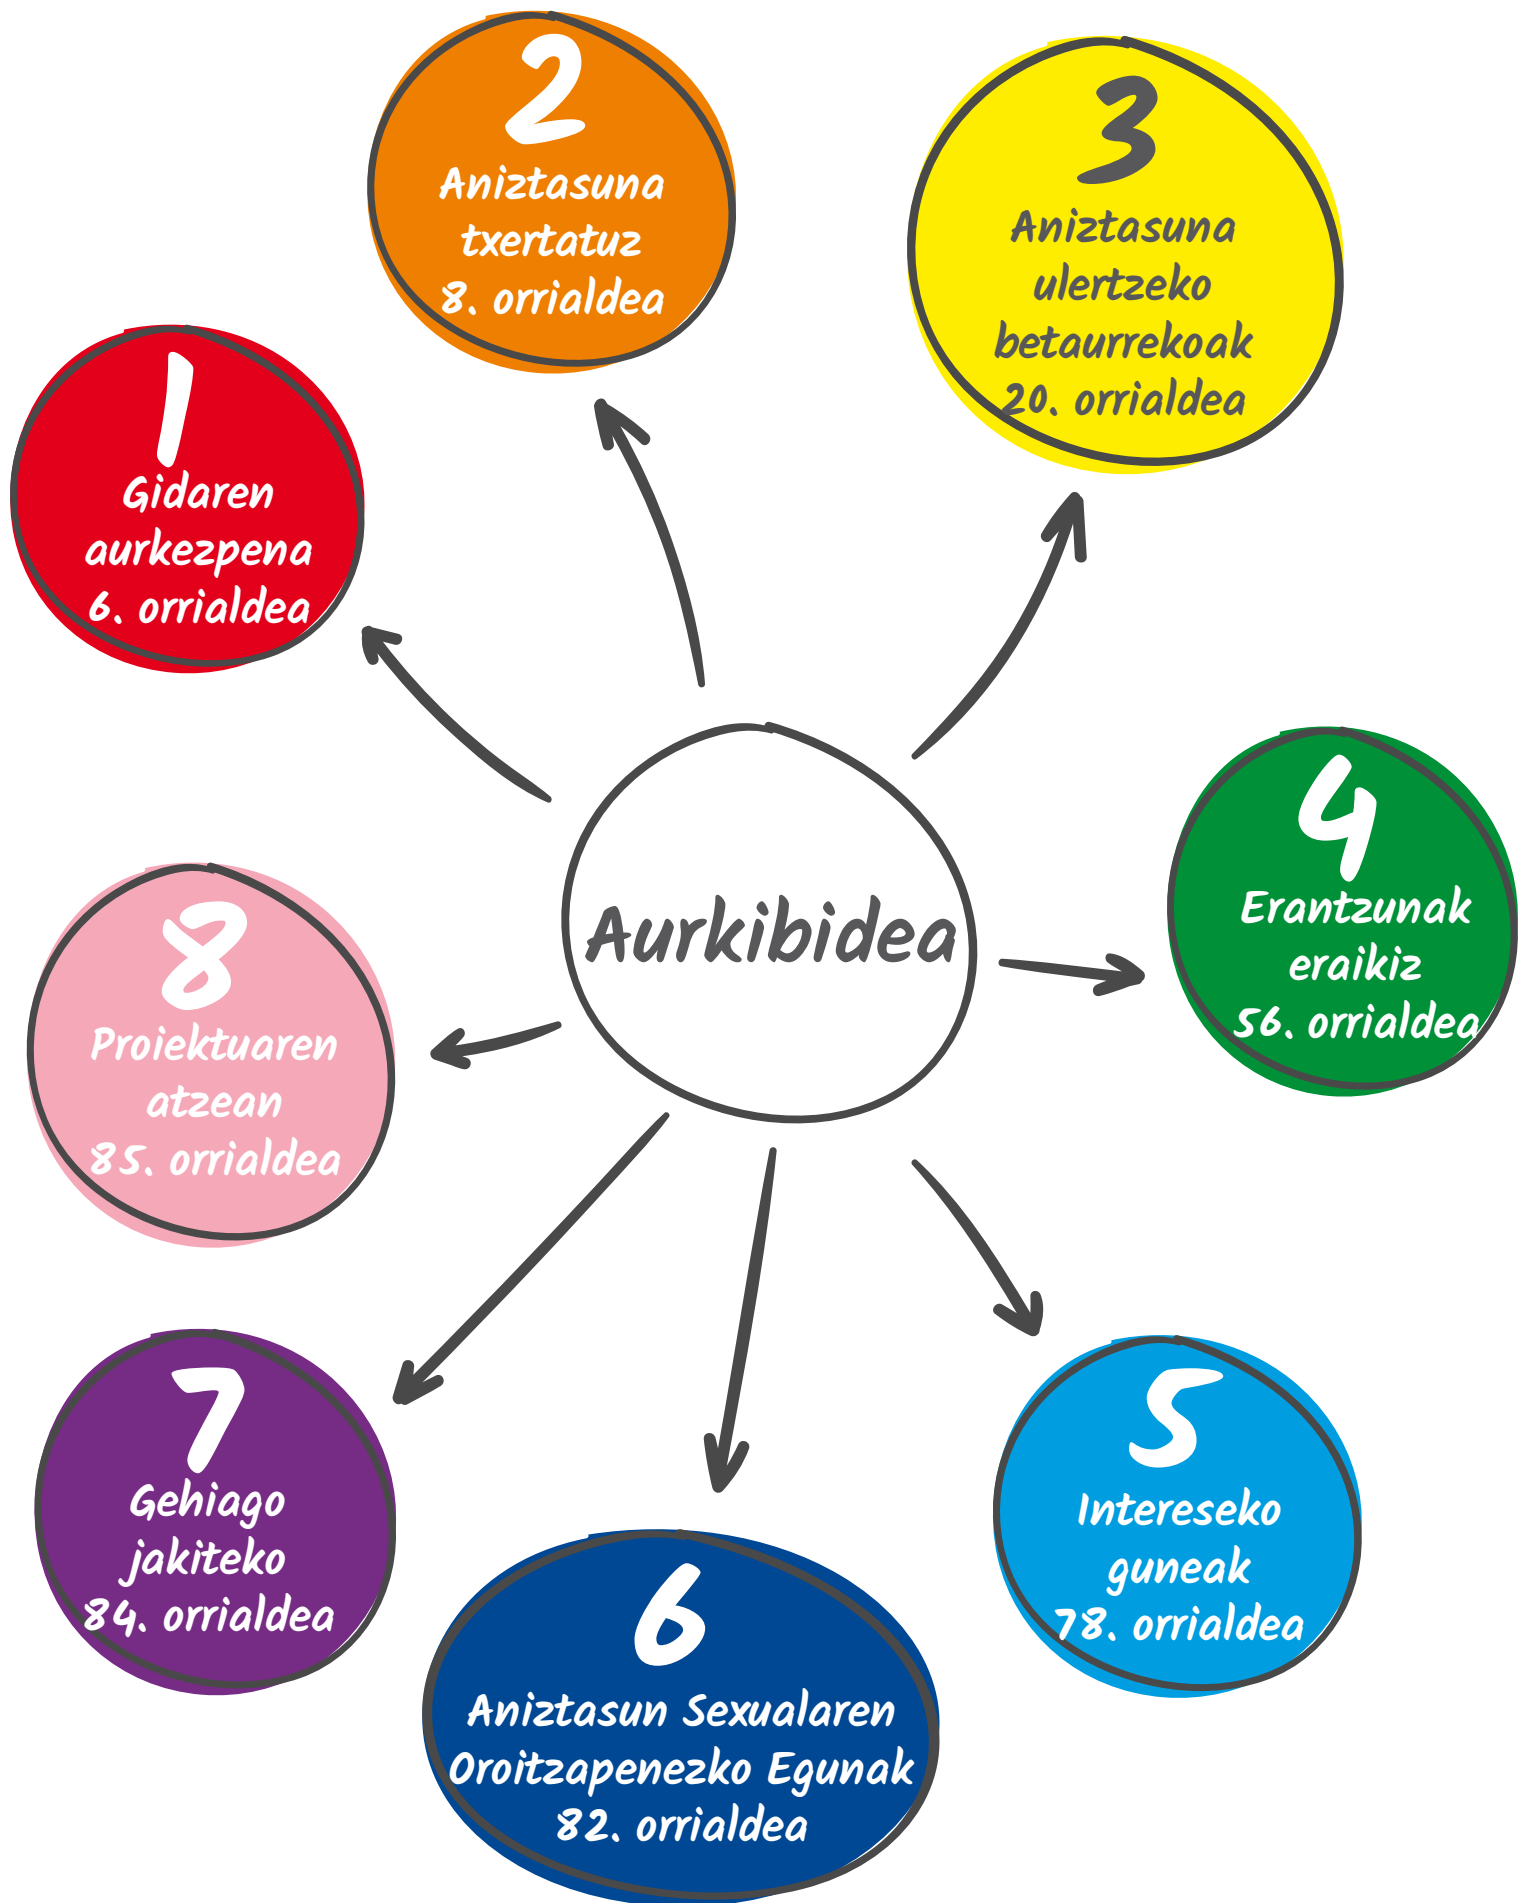 Aurkibidea
1
Gidaren
aurkezpena
6. orrialdea
2
Aniztasuna
txertatuz
8. orrialdea
3
Aniztasuna
ulertzeko
betaurrekoak
20. orrialdea
4
Erantzunak
eraikiz
56. orrialdea
5
Intereseko
guneak
78. orrialdea
6
Aniztasun Sexualaren
Oroitzapenezko Egunak
82. orrialdea
7
Gehiago
jakiteko
84. orrialdea
8
Proiektuaren
atzean
85. orrialdea